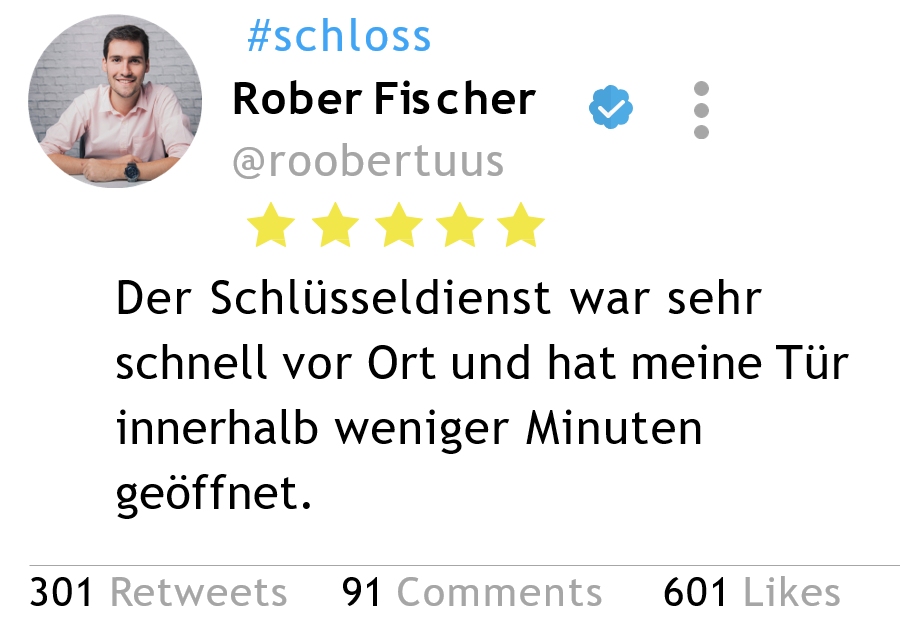 #schloss
Rober Fischer
@roobertuus
Der Schlüsseldienst war sehr
schnell vor Ort und hat meine Tür
innerhalb weniger Minuten
geöffnet.
301 Retweets 91 Comments 601 Likes